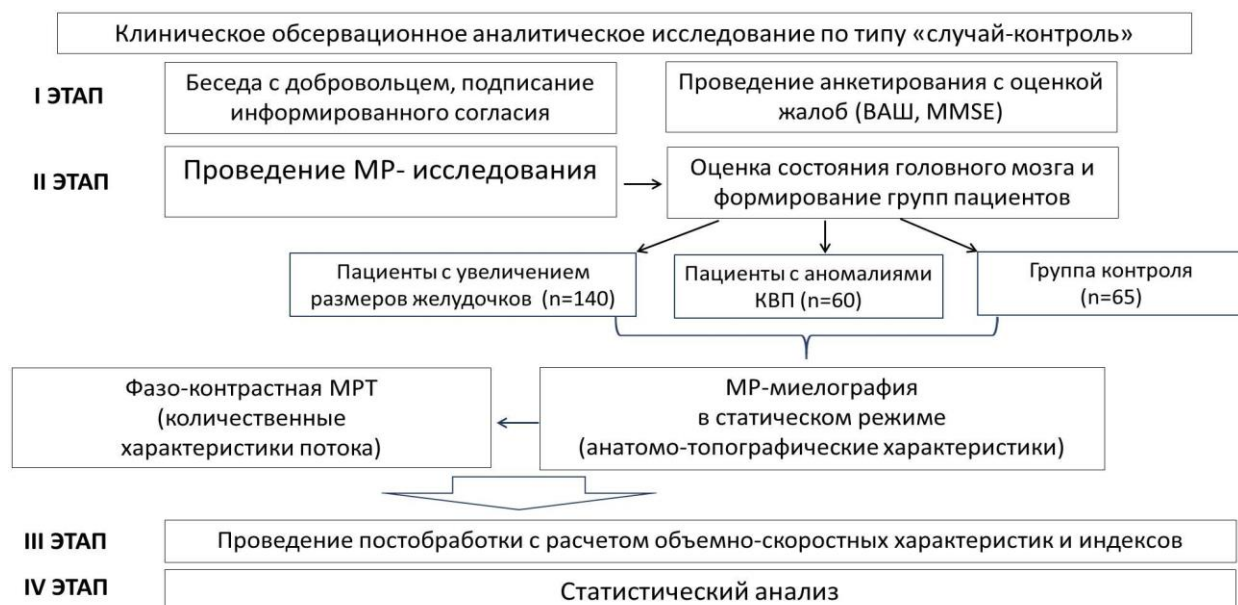 Клиническое обсервационное аналитическое исследование по типу «случай-контроль»
I ЭТАП
Беседа с добровольцем, подписание
информированного согласия
Проведение анкетирования с оценкой
жалоб (ВАШ, MMSE)
II ЭТАП
Проведение МР- исследования
Оценка состояния головного мозга и
формирование групп пациентов
Пациенты с увеличением
размеров желудочков (n=140)
Пациенты с аномалиями
КВП (n=60)
Группа контроля
(n=65)
Фазо-контрастная МРТ
(количественные
характеристики потока)
МР-миелография
в статическом режиме
(анатомо-топографические характеристики)
III ЭТАП
Проведение постобработки с расчетом объемно-скоростных характеристик и индексов
IV ЭТАП
Статистический анализ